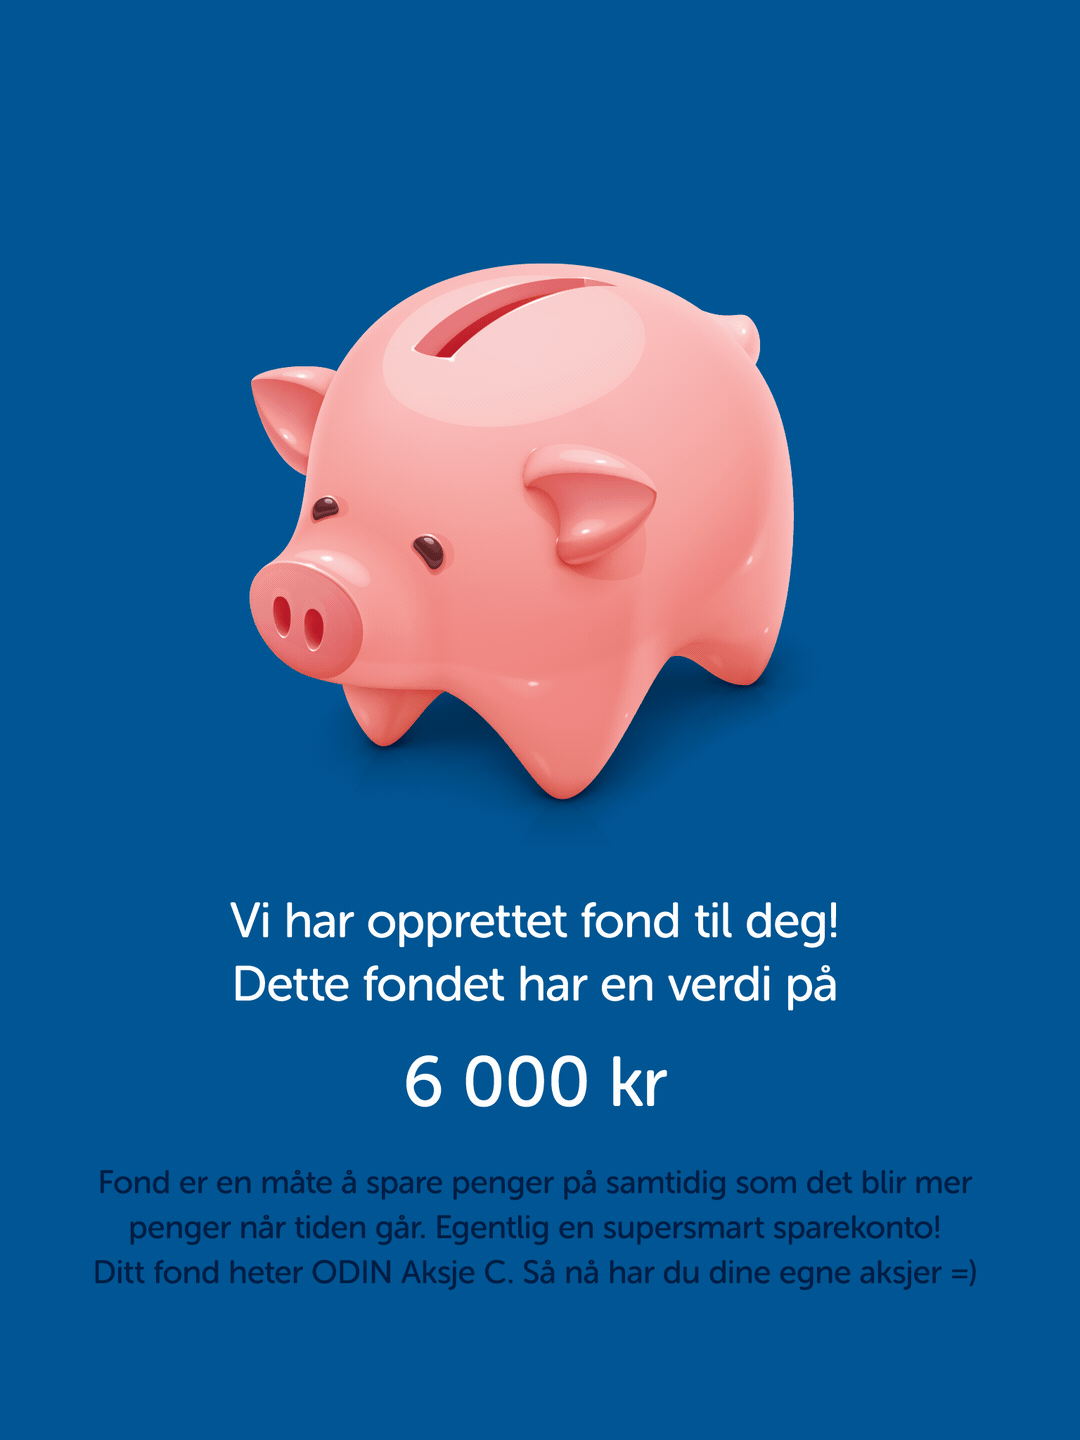 Vi har opprettet fond til deg!
Dette fondet har en verdi på
6 000 kr
Fond er en måte å spare penger på samtidig som det blir mer
penger når tiden går. Egentlig en supersmart sparekonto!
Ditt fond heter ODIN Aksje C. Så nå har du dine egne aksjer =)